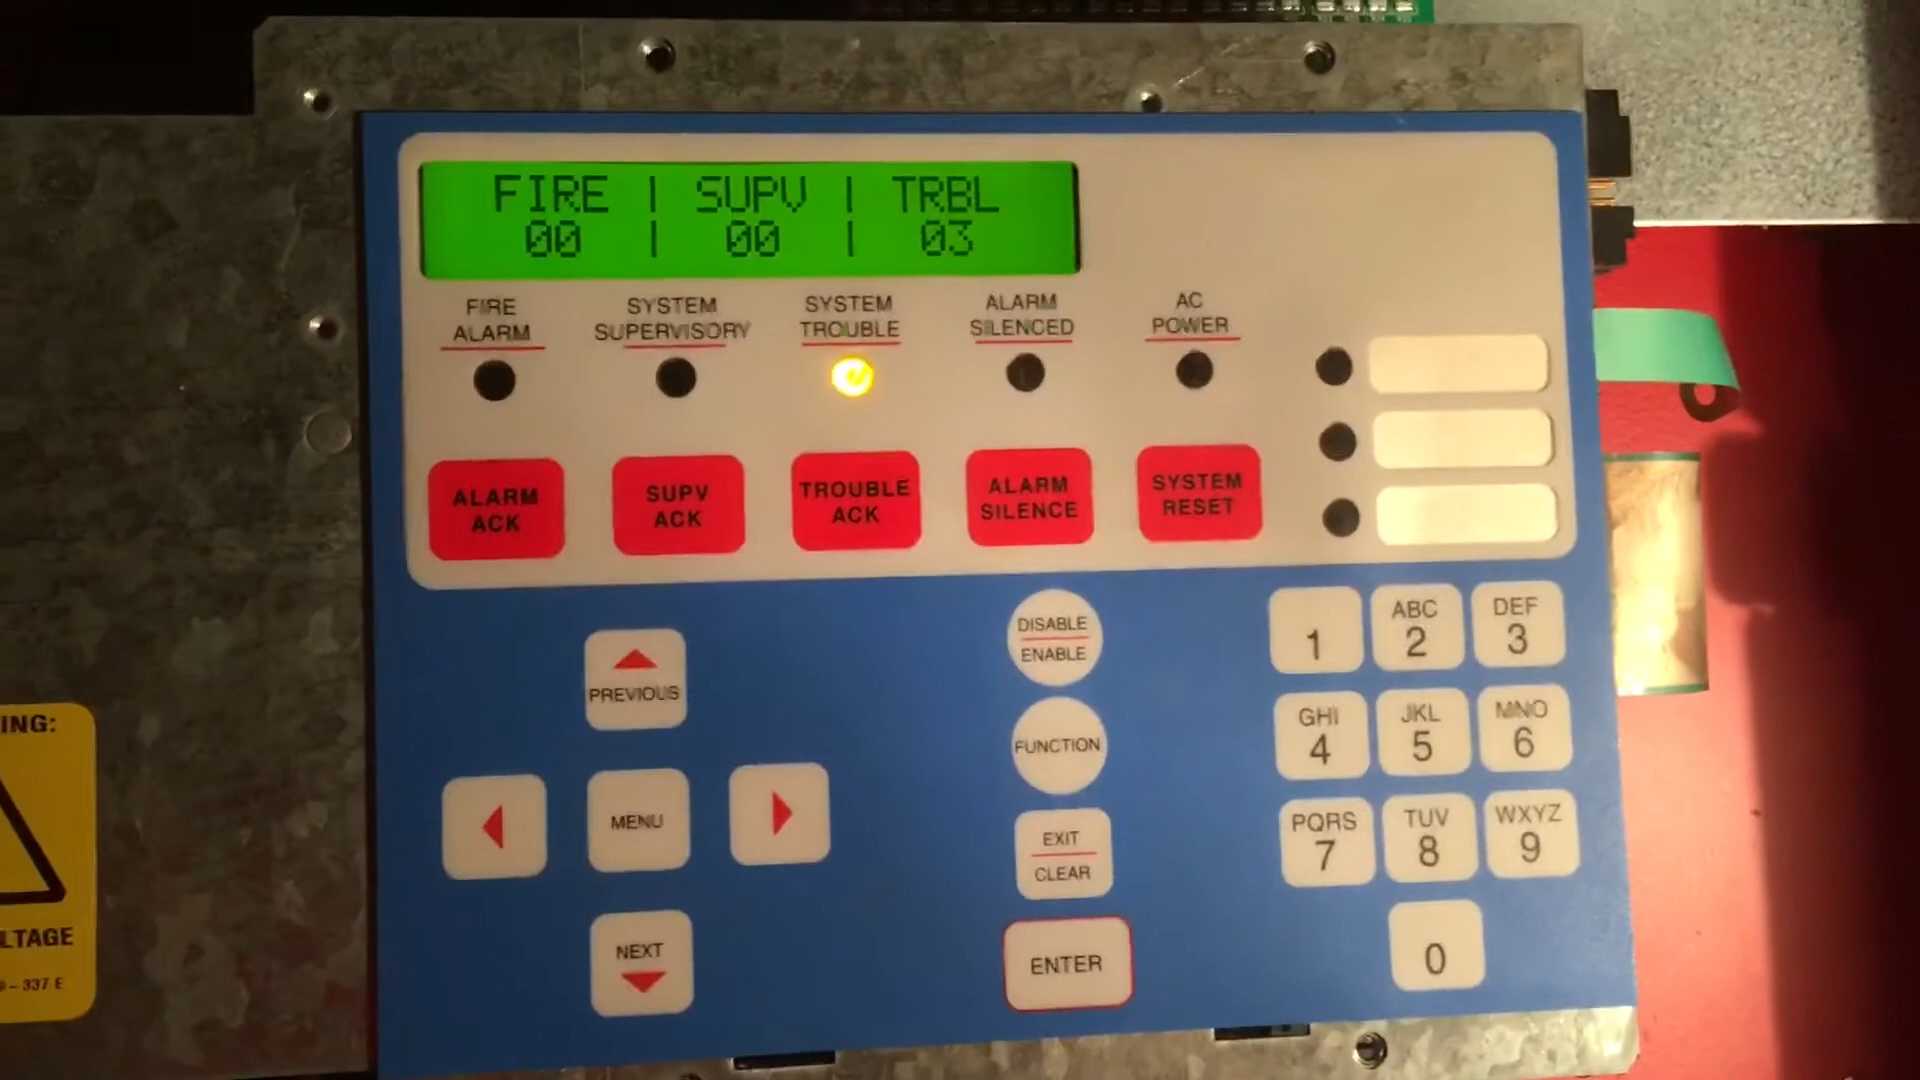 FIRE | SUPV | TRBL
00 | 00 | 03
FIRE
ALARM
SYSTEM
SUPERVISORY
SYSTEM
TROUBLE
ALARM
SILENCED
AC
POWER
ALARM
ACK
SUPV
ACK
TROUBLE
ACK
ALARM
SILENCE
SYSTEM
RESET
PREVIOUS
MENU
NEXT
DISABLE
ENABLE
FUNCTION
EXIT
CLEAR
ENTER
1
ABC
2
DEF
3
GHI
4
JKL
5
MNO
6
PQRS
7
TUV
8
WXYZ
9
0
ING:
LTAGE
9-337 E